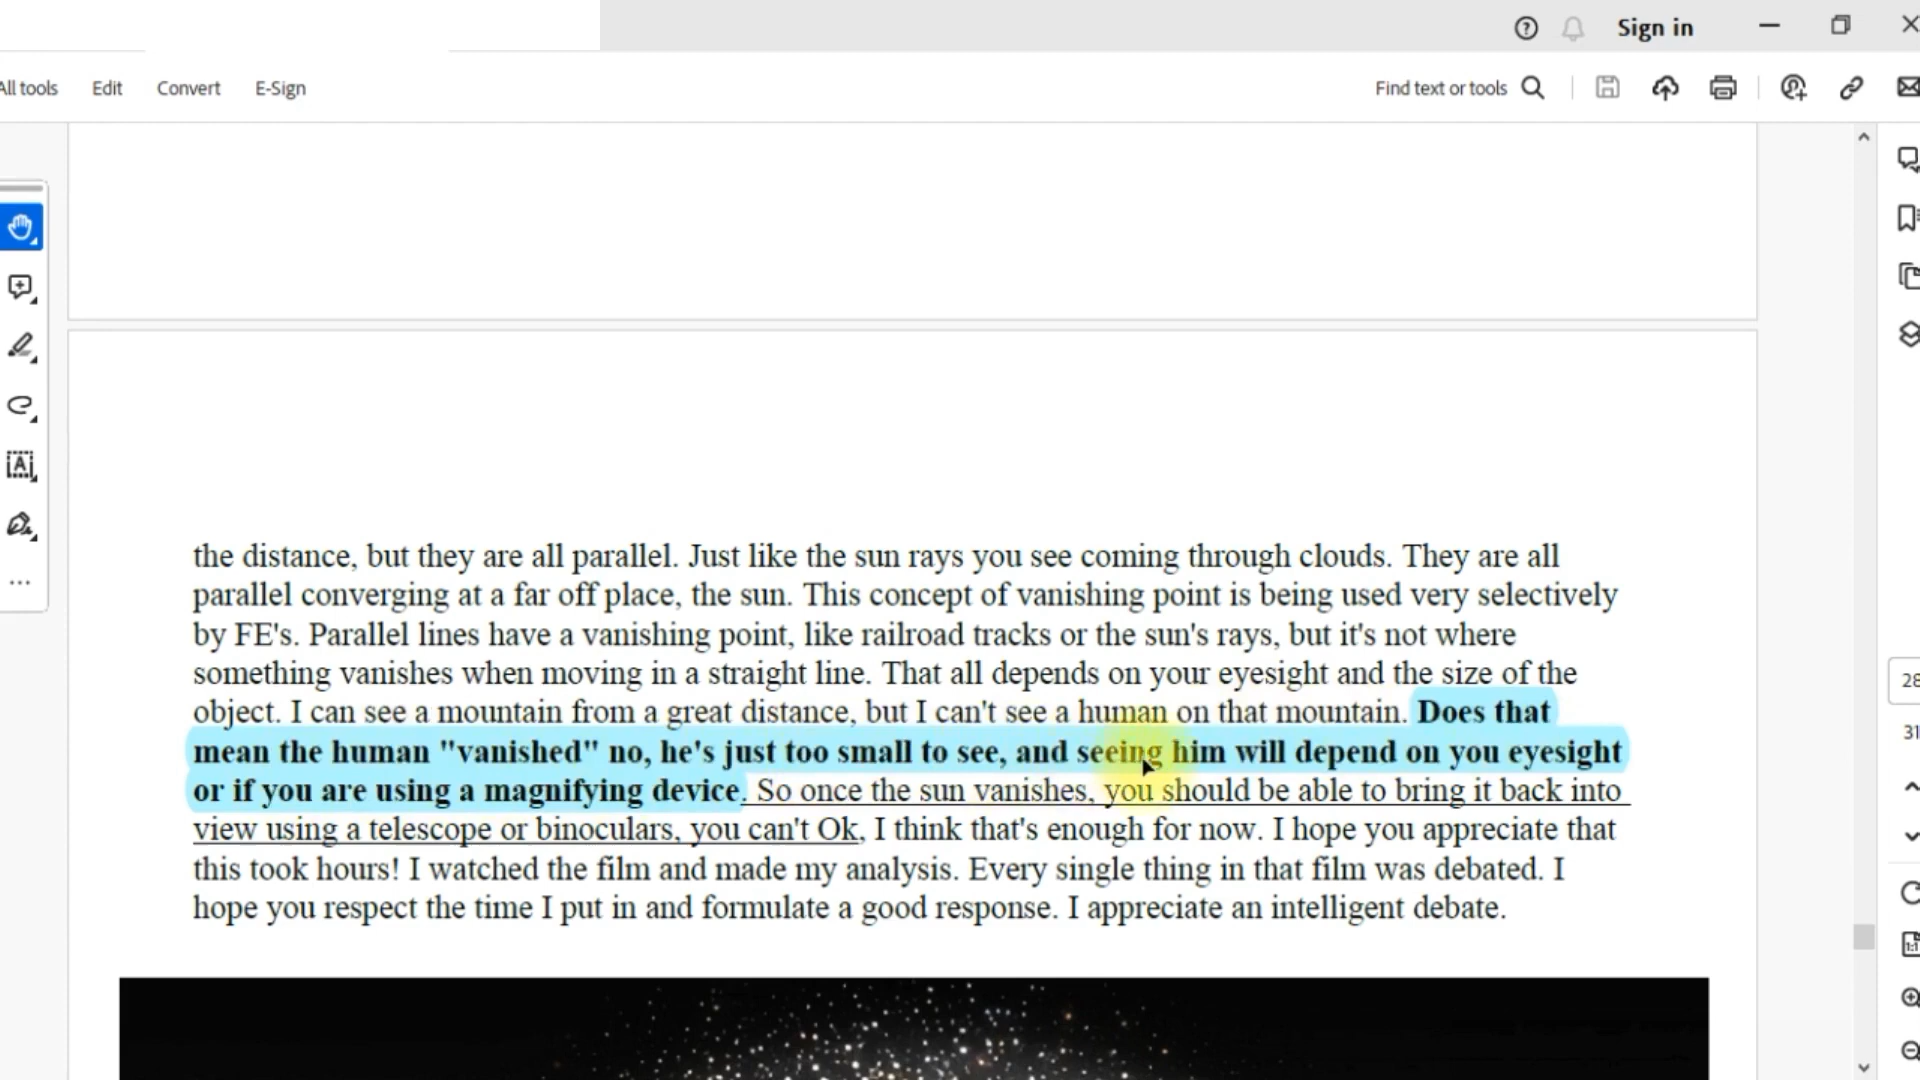 Sign in
All tools Edit Convert E-Sign Find text or tools
the distance, but they are all parallel. Just like the sun rays you see coming through clouds. They are all
parallel converging at a far off place, the sun. This concept of vanishing point is being used very selectively
by FE's. Parallel lines have a vanishing point, like railroad tracks or the sun's rays, but it's not where
something vanishes when moving in a straight line. That all depends on your eyesight and the size of the
object. I can see a mountain from a great distance, but I can't see a human on that mountain. Does that
mean the human "vanished" no, he's just too small to see, and seeing him will depend on you eyesight
or if you are using a magnifying device. So once the sun vanishes, you should be able to bring it back into
view using a telescope or binoculars, you can't Ok, I think that's enough for now. I hope you appreciate that
this took hours! I watched the film and made my analysis. Every single thing in that film was debated. I
hope you respect the time I put in and formulate a good response. I appreciate an intelligent debate.